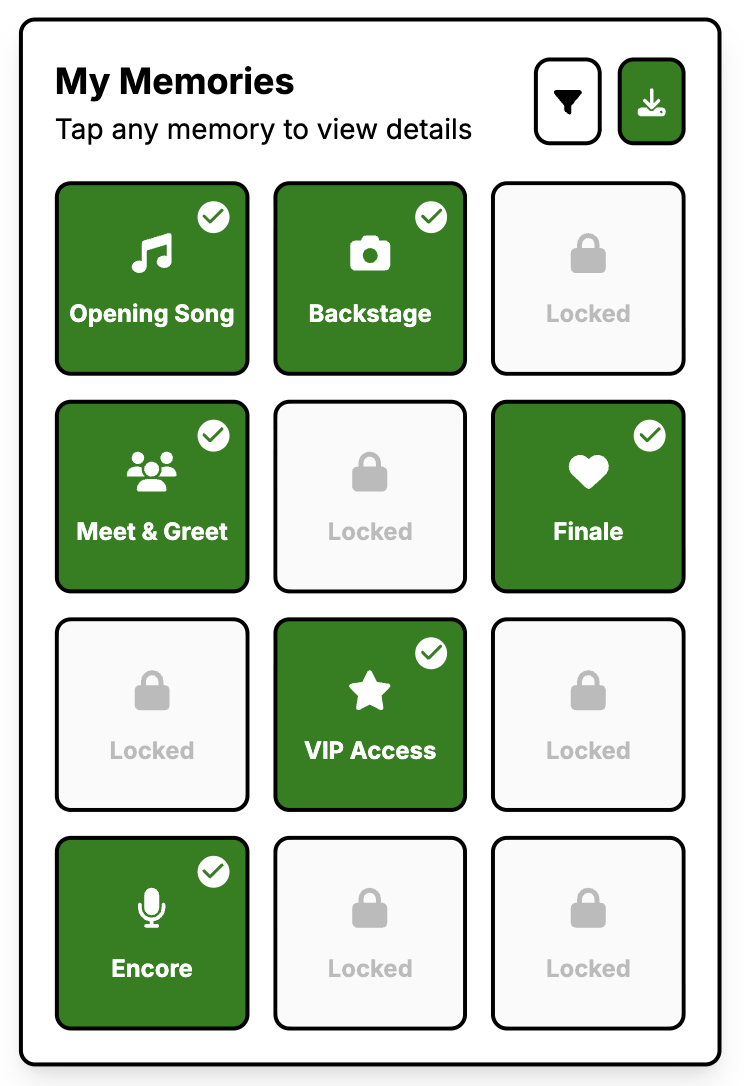 My Memories
Tap any memory to view details
Opening Song
Backstage
Locked
Meet & Greet
Locked
Finale
Locked
VIP Access
Locked
Encore
Locked
Locked